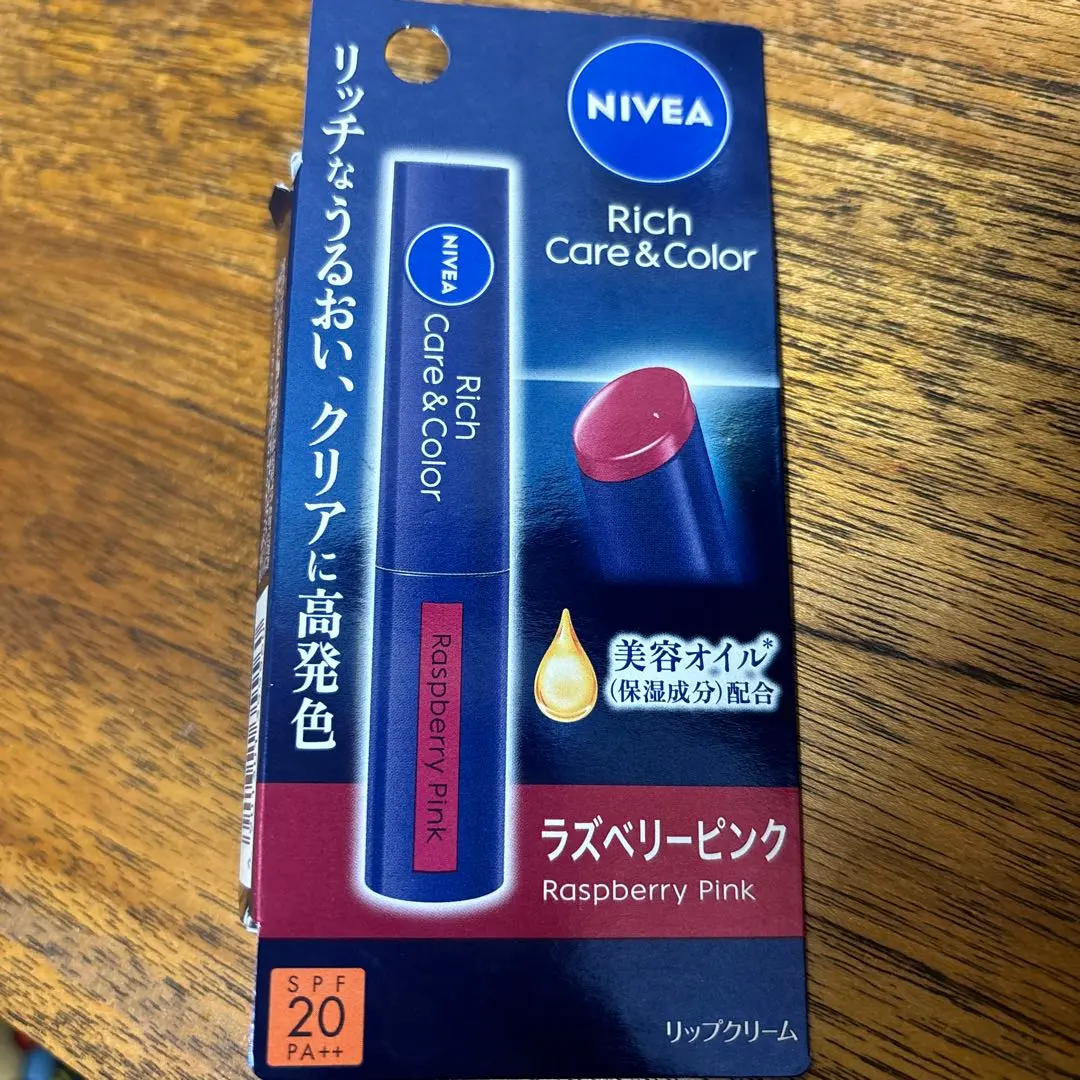 リッチなうるおい、クリアに高発色
NIVEA
Rich
Care & Color
NIVEA
Rich
Care & Color
Raspberry Pink
美容オイル*
(保湿成分)配合
ラズベリーピンク
Raspberry Pink
SPF
20
PA++
リップクリーム